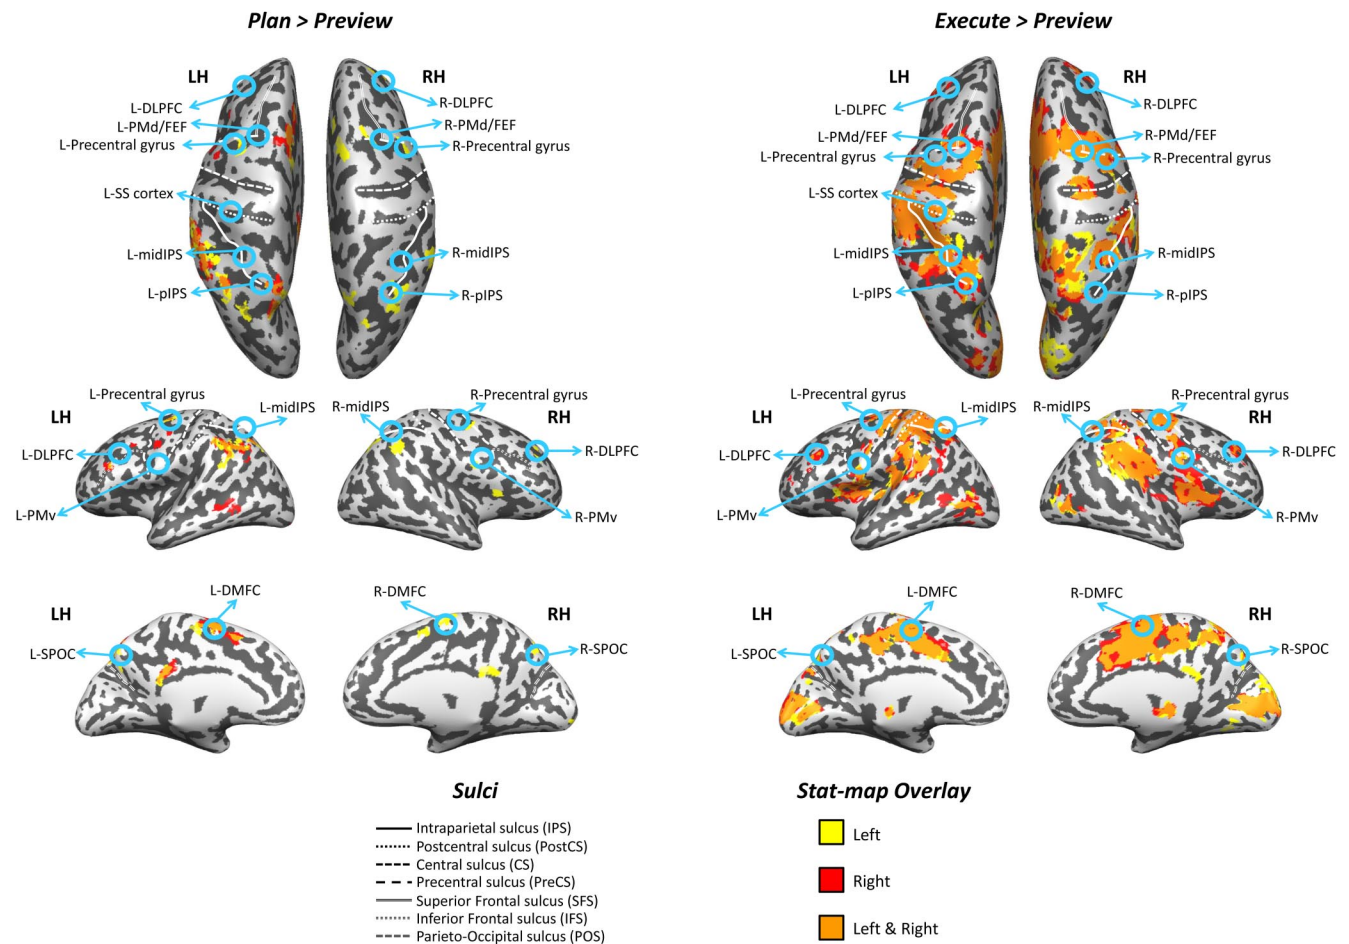 Plan > Preview
Execute > Preview
LH
RH
L-DLPFC
L-PMd/FEF
L-Precentral gyrus
L-SS cortex
L-midIPS
L-pIPS
R-DLPFC
R-PMd/FEF
R-Precentral gyrus
R-midIPS
R-pIPS
LH
RH
L-DLPFC
L-PMd/FEF
L-Precentral gyrus
L-SS cortex
L-midIPS
L-pIPS
R-DLPFC
R-PMd/FEF
R-Precentral gyrus
R-midIPS
R-pIPS
L-Precentral gyrus
LH
L-midIPS
L-DLPFC
L-PMv
R-Precentral gyrus
R-midIPS
RH
R-DLPFC
R-PMv
L-Precentral gyrus
LH
L-midIPS
L-DLPFC
L-PMv
R-Precentral gyrus
R-midIPS
RH
R-DLPFC
R-PMv
L-DMFC
LH
L-SPOC
R-DMFC
RH
R-SPOC
L-DMFC
LH
L-SPOC
R-DMFC
RH
R-SPOC
Sulci
Intraparietal sulcus (IPS)
Postcentral sulcus (PostCS)
Central sulcus (CS)
Precentral sulcus (PreCS)
Superior Frontal sulcus (SFS)
Inferior Frontal sulcus (IFS)
Parieto-Occipital sulcus (POS)
Stat-map Overlay
Left
Right
Left & Right